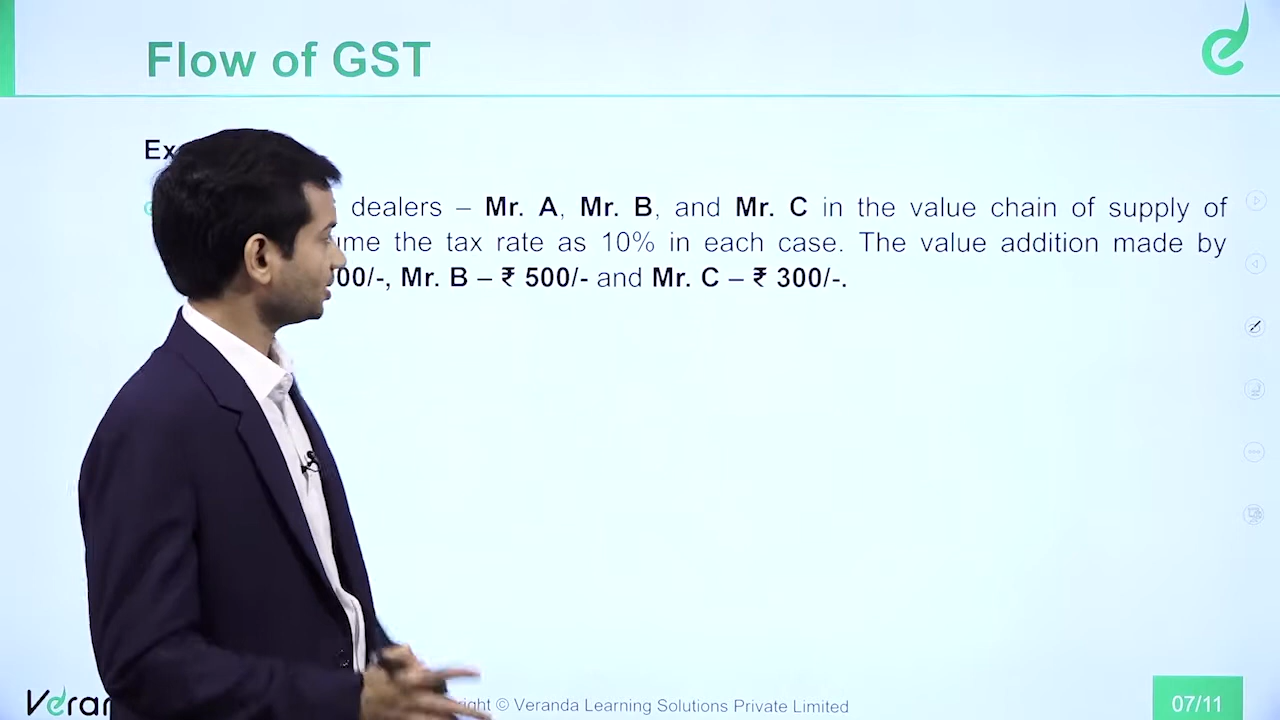 Flow of GST
Ex
dealers – Mr. A, Mr. B, and Mr. C in the value chain of supply of
the tax rate as 10% in each case. The value addition made by
00/-, Mr. B – ₹ 500/- and Mr. C – ₹ 300/-.
© Veranda Learning Solutions Private Limited
07/11